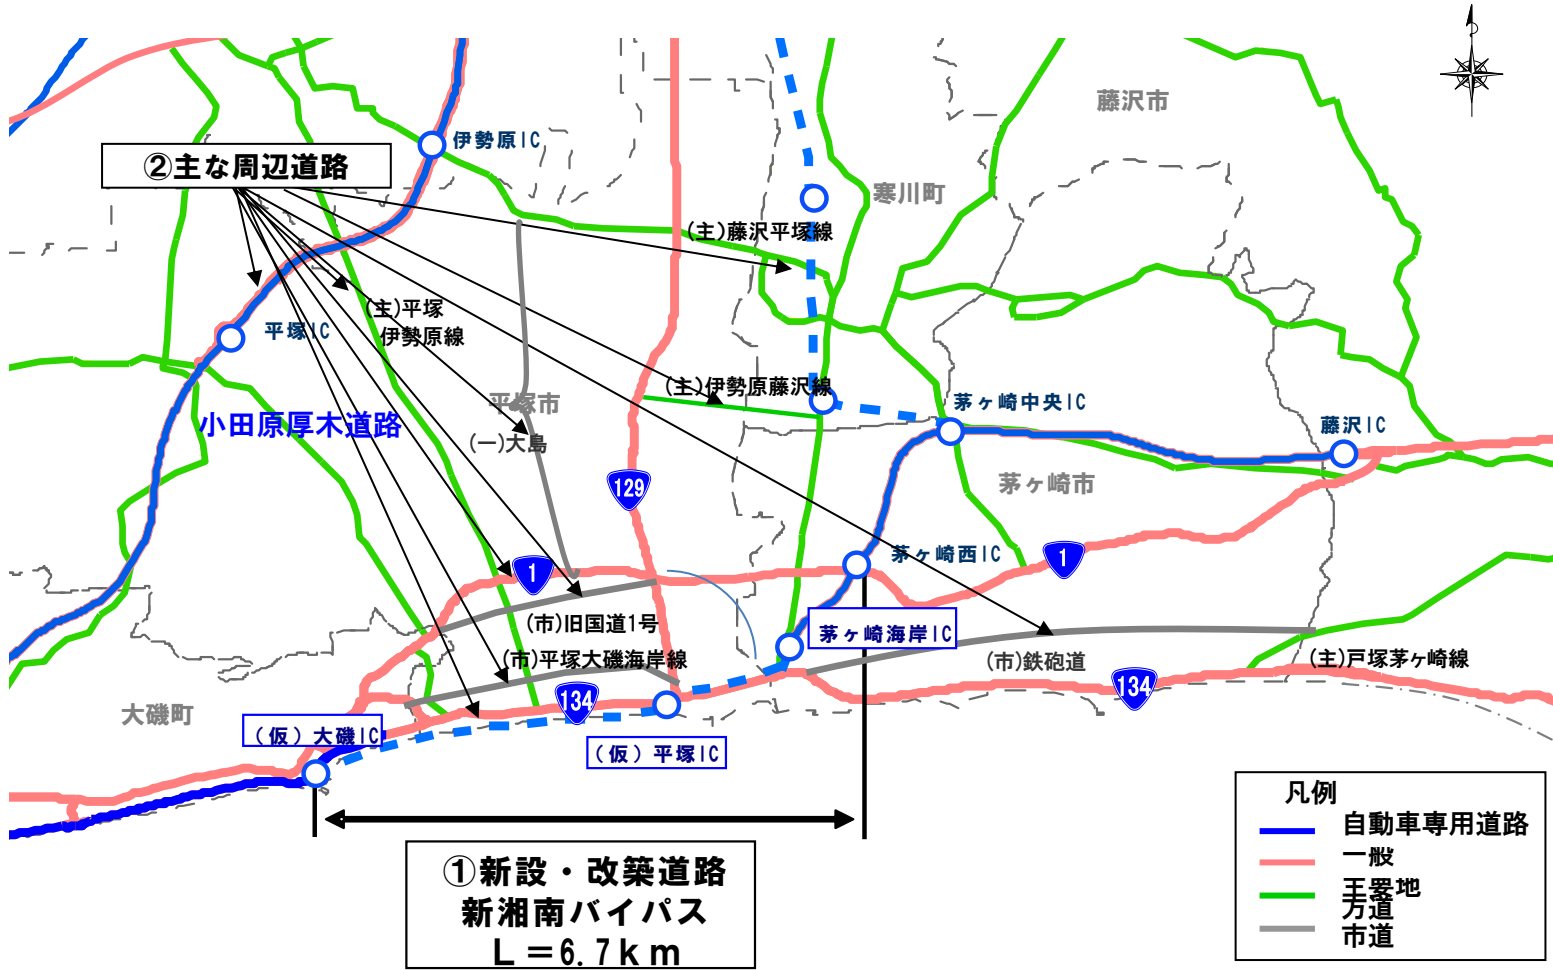 藤沢市
伊勢原IC
②主な周辺道路
寒川町
(主)藤沢平塚線
(主)平塚
伊勢原線
平塚IC
(主)伊勢原藤沢線
平塚市
茅ヶ崎中央IC
小田原厚木道路
藤沢IC
(一)大島
129
茅ヶ崎市
茅ヶ崎西IC
1
1
(市)旧国道1号
茅ヶ崎海岸IC
(市)平塚大磯海岸線
(市)鉄砲道
(主)戸塚茅ヶ崎線
134
134
大磯町
(仮)大磯IC
(仮)平塚IC
凡例
自動車専用道路
一般
主要地
方道
市道
①新設・改築道路
新湘南バイパス
L=6.7km